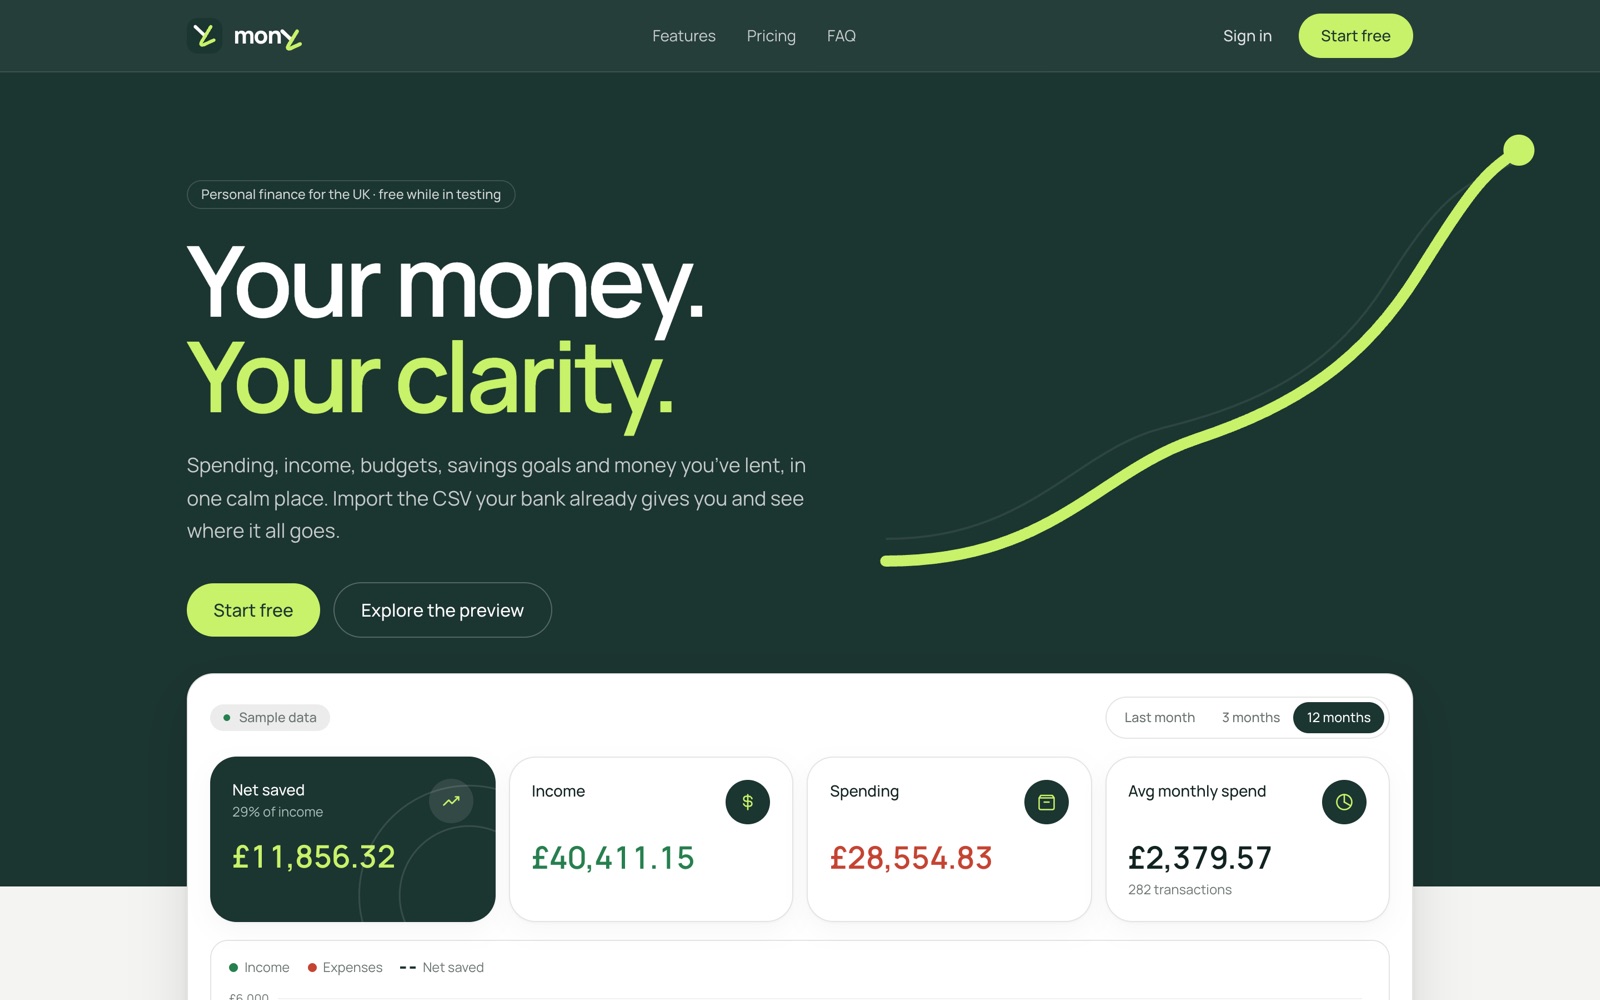 mony
Features
Pricing
FAQ
Sign in
Start free
Personal finance for the UK · free while in testing
Your money.
Your clarity.
Spending, income, budgets, savings goals and money you've lent, in
one calm place. Import the CSV your bank already gives you and see
where it all goes.
Start free
Explore the preview
Sample data
Last month
3 months
12 months
Net saved
29% of income
£11,856.32
Income
$
£40,411.15
Spending
£28,554.83
Avg monthly spend
£2,379.57
282 transactions
Income
Expenses
Net saved
£6,000